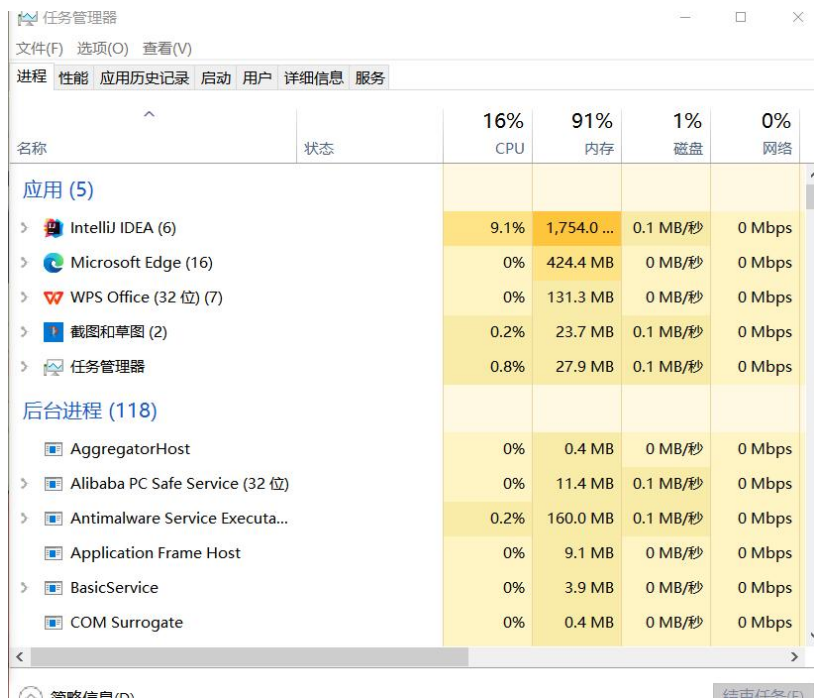 任务管理器
文件(F) 选项(O) 查看(V)
进程 性能 应用历史记录 启动 用户 详细信息 服务
16% 91% 1% 0%
名称 状态 CPU 内存 磁盘 网络
应用 (5)
IntelliJ IDEA (6) 9.1% 1,754.0 ... 0.1 MB/秒 0 Mbps
Microsoft Edge (16) 0% 424.4 MB 0 MB/秒 0 Mbps
WPS Office (32 位) (7) 0% 131.3 MB 0 MB/秒 0 Mbps
截图和草图 (2) 0.2% 23.7 MB 0.1 MB/秒 0 Mbps
任务管理器 0.8% 27.9 MB 0.1 MB/秒 0 Mbps
后台进程 (118)
AggregatorHost 0% 0.4 MB 0 MB/秒 0 Mbps
Alibaba PC Safe Service (32 位) 0% 11.4 MB 0.1 MB/秒 0 Mbps
Antimalware Service Executa... 0.2% 160.0 MB 0.1 MB/秒 0 Mbps
Application Frame Host 0% 9.1 MB 0 MB/秒 0 Mbps
BasicService 0% 3.9 MB 0 MB/秒 0 Mbps
COM Surrogate 0% 0.4 MB 0 MB/秒 0 Mbps
简略信息(D) 结束任务(E)